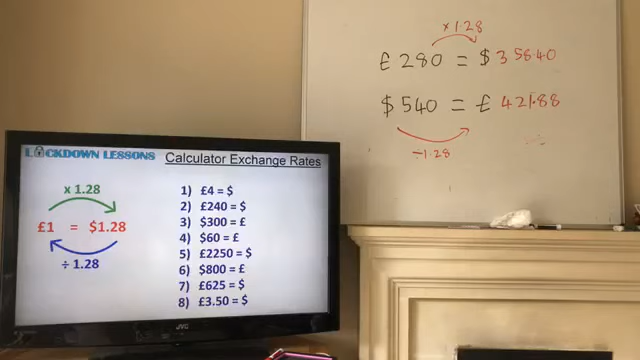 ×1.28
£280 = $358.40
$540 = £421.88
÷1.28
LOCKDOWN LESSONS
Calculator Exchange Rates
x 1.28
£1 = $1.28
÷ 1.28
1) £4 = $
2) £240 = $
3) $300 = £
4) $60 = £
5) £2250 = $
6) $800 = £
7) £625 = $
8) £3.50 = $
JVC